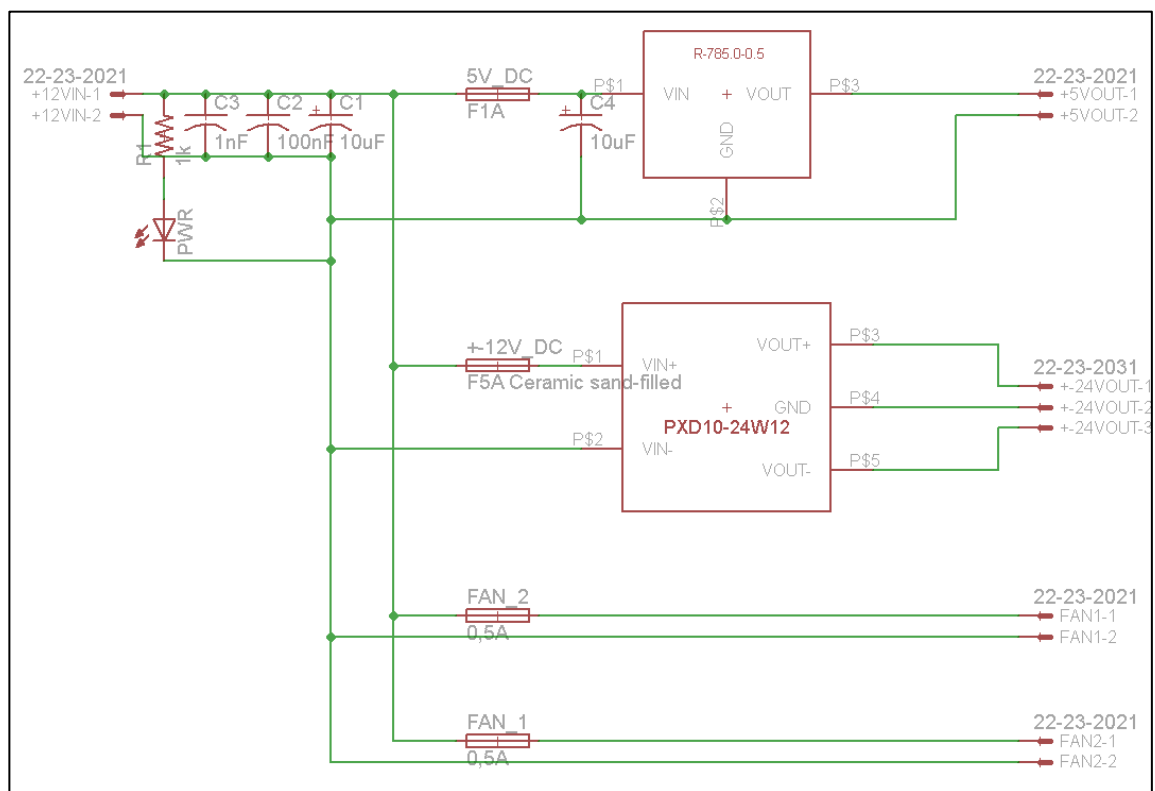 22-23-2021
+12VIN-1
+12VIN-2
R1
1k
C3
1nF
C2
100nF
C1
+
10uF
PWR
5V_DC
F1A
+
C4
10uF
P$1
R-785.0-0.5
VIN
+
VOUT
GND
P$2
P$3
22-23-2021
+5VOUT-1
+5VOUT-2
+-12V_DC
F5A Ceramic sand-filled
P$1
P$2
VIN+
VIN-
VOUT+
GND
+
PXD10-24W12
VOUT-
P$3
P$4
P$5
22-23-2031
+-24VOUT-1
+-24VOUT-2
+-24VOUT-3
FAN_2
0,5A
22-23-2021
FAN1-1
FAN1-2
FAN_1
0,5A
22-23-2021
FAN2-1
FAN2-2